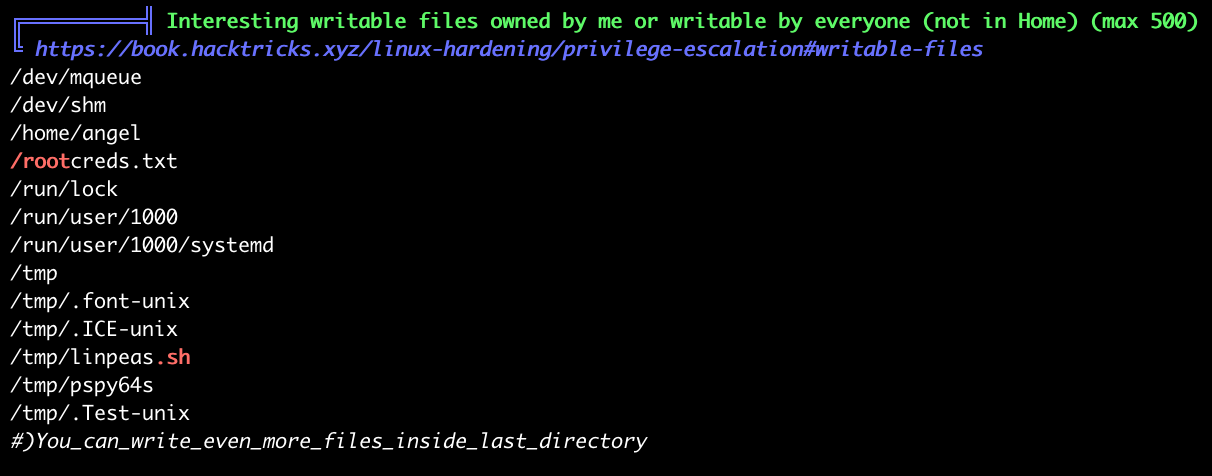 Interesting writable files owned by me or writable by everyone (not in Home) (max 500)
https://book.hacktricks.xyz/linux-hardening/privilege-escalation#writable-files
/dev/mqueue
/dev/shm
/home/angel
/rootcreds.txt
/run/lock
/run/user/1000
/run/user/1000/systemd
/tmp
/tmp/.font-unix
/tmp/.ICE-unix
/tmp/linpeas.sh
/tmp/pspy64s
/tmp/.Test-unix
#)You_can_write_even_more_files_inside_last_directory